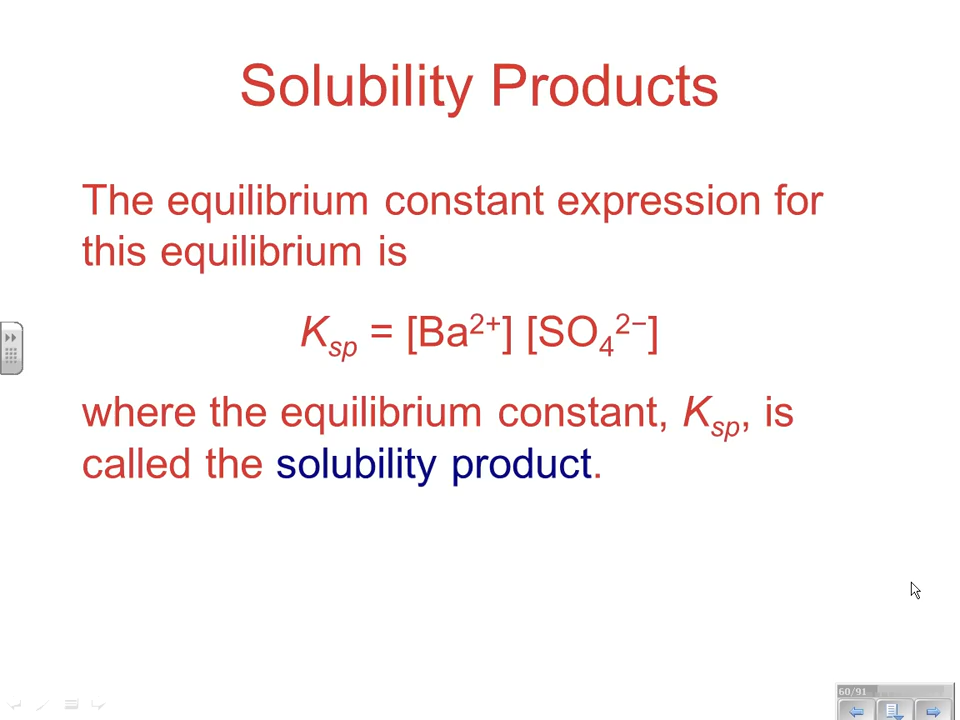 Solubility Products
The equilibrium constant expression for
this equilibrium is
Ksp = [Ba²⁺] [SO₄²⁻]
where the equilibrium constant, Ksp, is
called the solubility product.
60/91